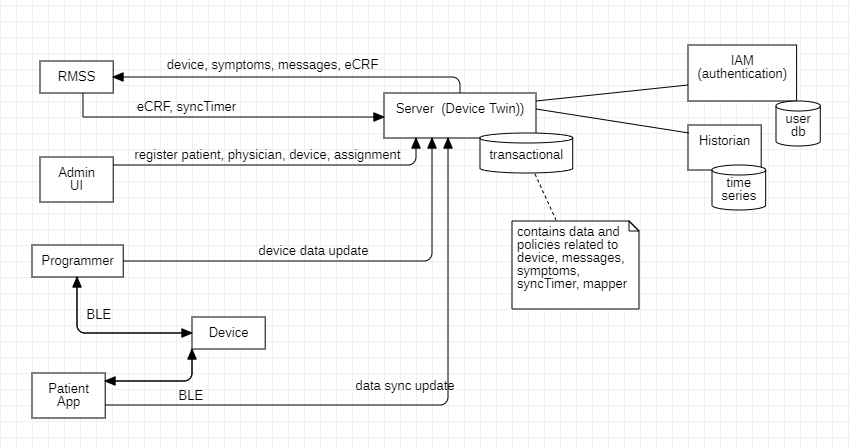 device, symptoms, messages, eCRF
RMSS
eCRF, syncTimer
Server  (Device Twin))
IAM
(authentication)
user
db
Historian
time
series
transactional
register patient, physician, device, assignment
Admin
UI
contains data and
policies related to
device, messages,
symptoms,
syncTimer, mapper
device data update
Programmer
BLE
Device
Patient
App
data sync update
BLE